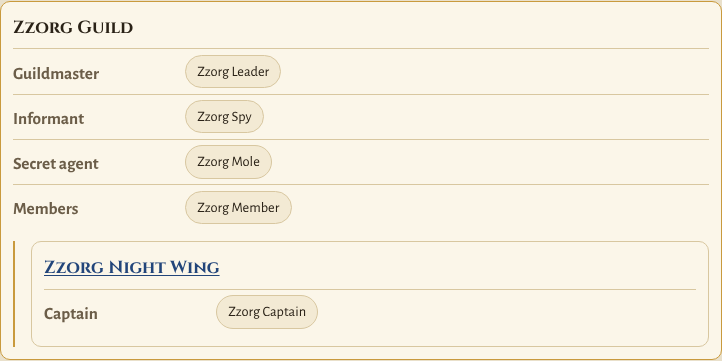 Zzorg Guild
Guildmaster Zzorg Leader
Informant Zzorg Spy
Secret agent Zzorg Mole
Members Zzorg Member
Zzorg Night Wing
Captain Zzorg Captain